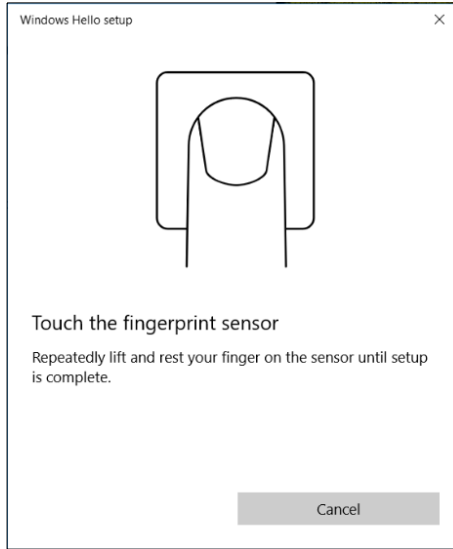 Windows Hello setup
Touch the fingerprint sensor
Repeatedly lift and rest your finger on the sensor until setup
is complete.
Cancel